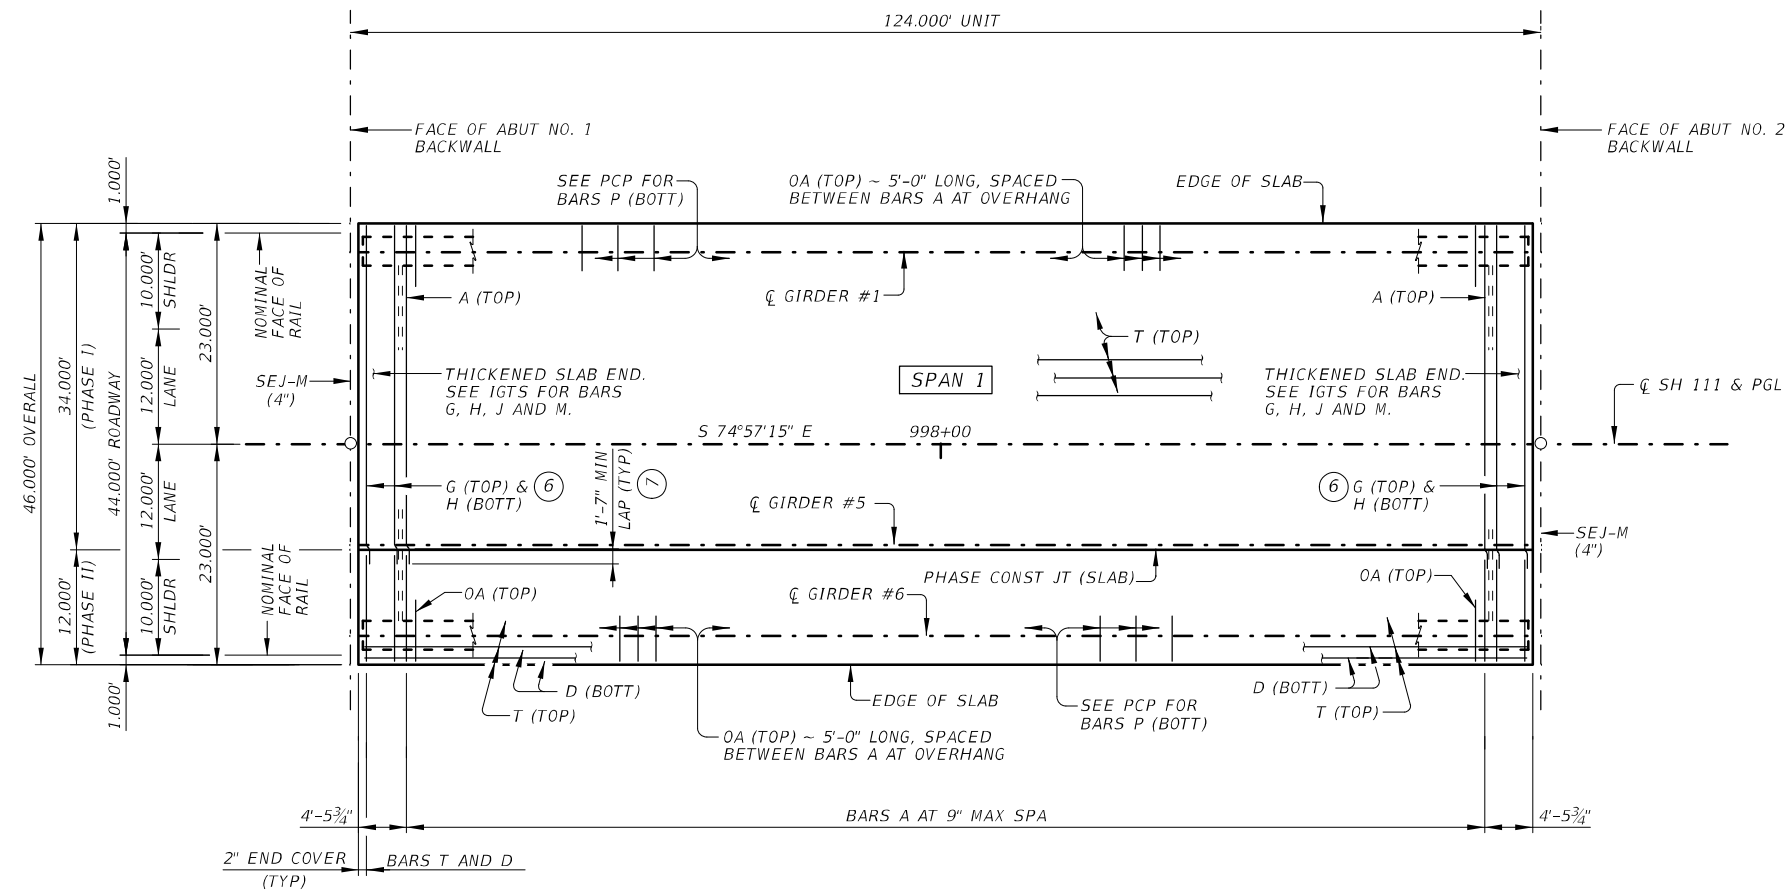 124.000' UNIT
FACE OF ABUT NO. 1
BACKWALL
FACE OF ABUT NO. 2
BACKWALL
SEE PCP FOR
BARS P (BOTT)
OA (TOP) ~ 5'-0" LONG, SPACED
BETWEEN BARS A AT OVERHANG
EDGE OF SLAB
1.000'
46.000' OVERALL
34.000'
(PHASE I)
12.000'
(PHASE II)
44.000' ROADWAY
10.000'
SHLDR
12.000'
LANE
12.000'
LANE
10.000'
SHLDR
23.000'
23.000'
1.000'
NOMINAL
FACE OF
RAIL
NOMINAL
FACE OF
RAIL
A (TOP)
℄ GIRDER #1
A (TOP)
T (TOP)
SEJ-M
(4")
THICKENED SLAB END.
SEE IGTS FOR BARS
G, H, J AND M.
SPAN 1
THICKENED SLAB END.
SEE IGTS FOR BARS
G, H, J AND M.
℄ SH 111 & PGL
S 74°57'15" E
998+00
G (TOP) &
H (BOTT)
6
1'-7" MIN
LAP (TYP)
7
℄ GIRDER #5
6
G (TOP) &
H (BOTT)
SEJ-M
(4")
PHASE CONST JT (SLAB)
OA (TOP)
℄ GIRDER #6
OA (TOP)
D (BOTT)
T (TOP)
EDGE OF SLAB
SEE PCP FOR
BARS P (BOTT)
D (BOTT)
T (TOP)
OA (TOP) ~ 5'-0" LONG, SPACED
BETWEEN BARS A AT OVERHANG
4'-5¾"
BARS A AT 9" MAX SPA
4'-5¾"
2" END COVER
(TYP)
BARS T AND D